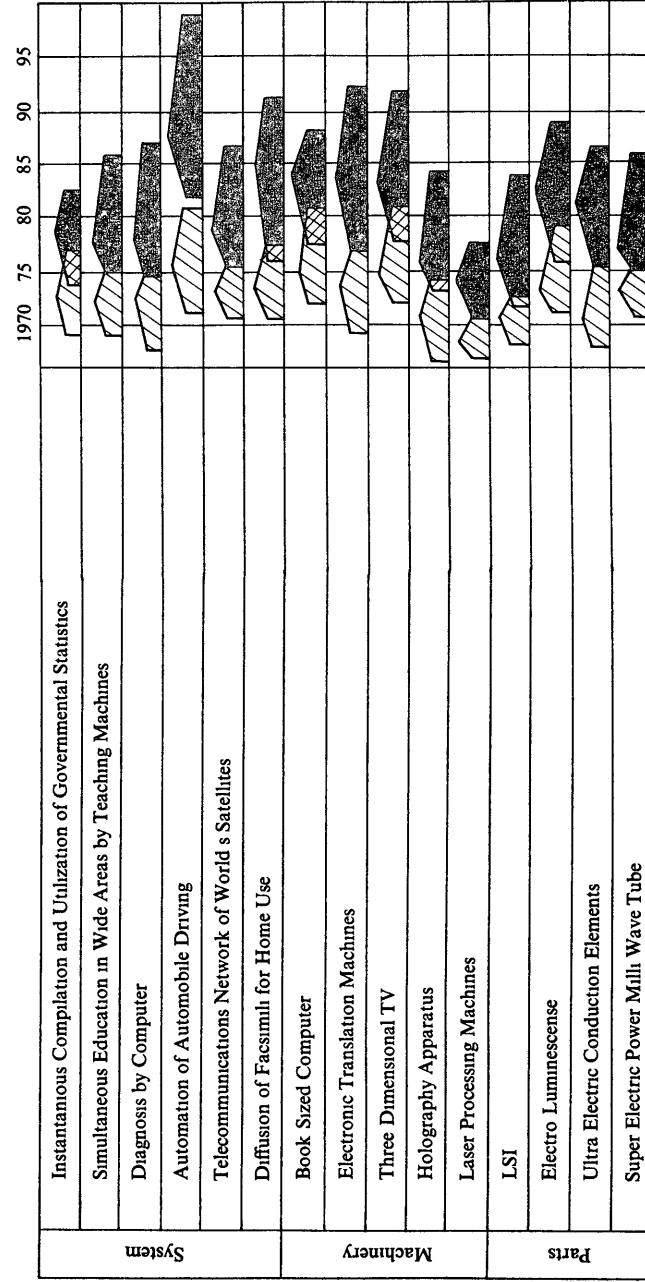 1970 75 80 85 90 95
System
Instantanious Compilation and Utilization of Governmental Statistics
Simultaneous Education in Wide Areas by Teaching Machines
Diagnosis by Computer
Automation of Automobile Driving
Telecommunications Network of World s Satellites
Diffusion of Facsimili for Home Use
Machinery
Book Sized Computer
Electronic Translation Machines
Three Dimensional TV
Holography Apparatus
Laser Processing Machines
Parts
LSI
Electro Luminescense
Ultra Electric Conduction Elements
Super Electric Power Milli Wave Tube